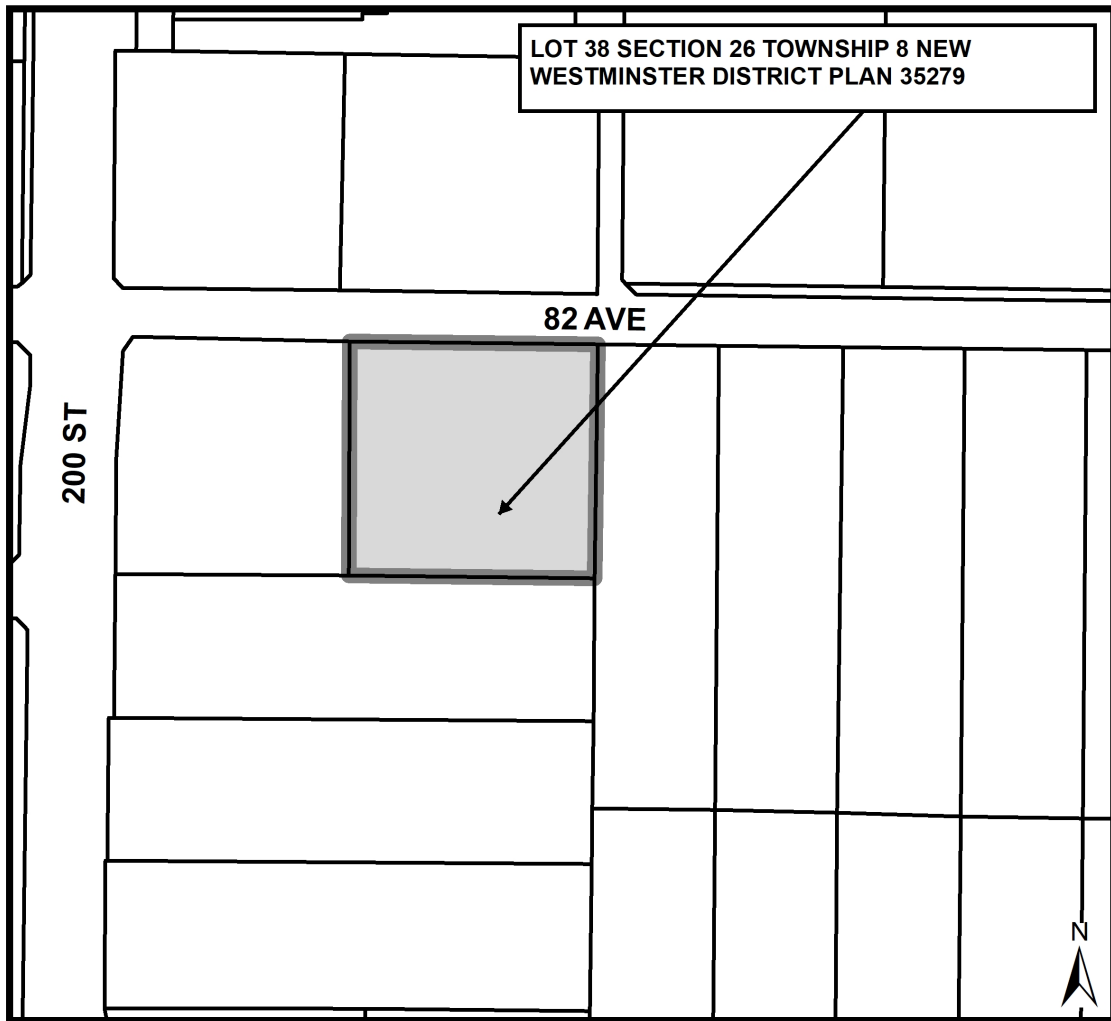 LOT 38 SECTION 26 TOWNSHIP 8 NEW
WESTMINSTER DISTRICT PLAN 35279
82 AVE
200 ST
N